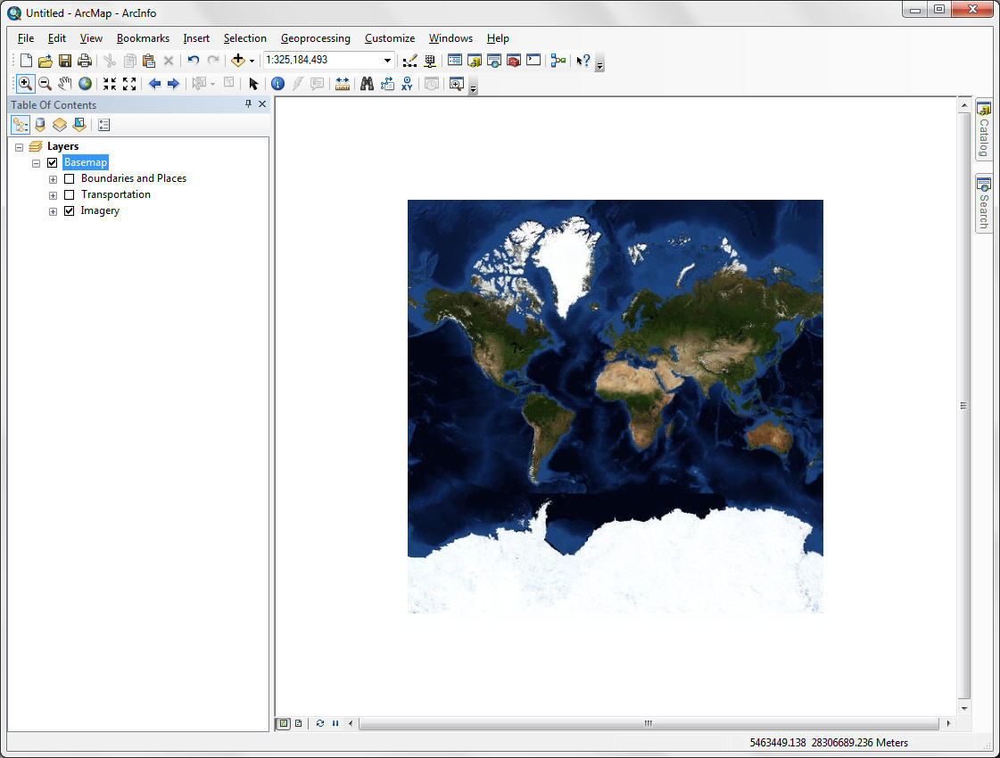 Untitled - ArcMap - ArcInfo
File Edit View Bookmarks Insert Selection Geoprocessing Customize Windows Help
1:325,184,493
XY
Table Of Contents
Layers
Basemap
Boundaries and Places
Transportation
Imagery
Catalog
Search
5463449.138 28306689.236 Meters